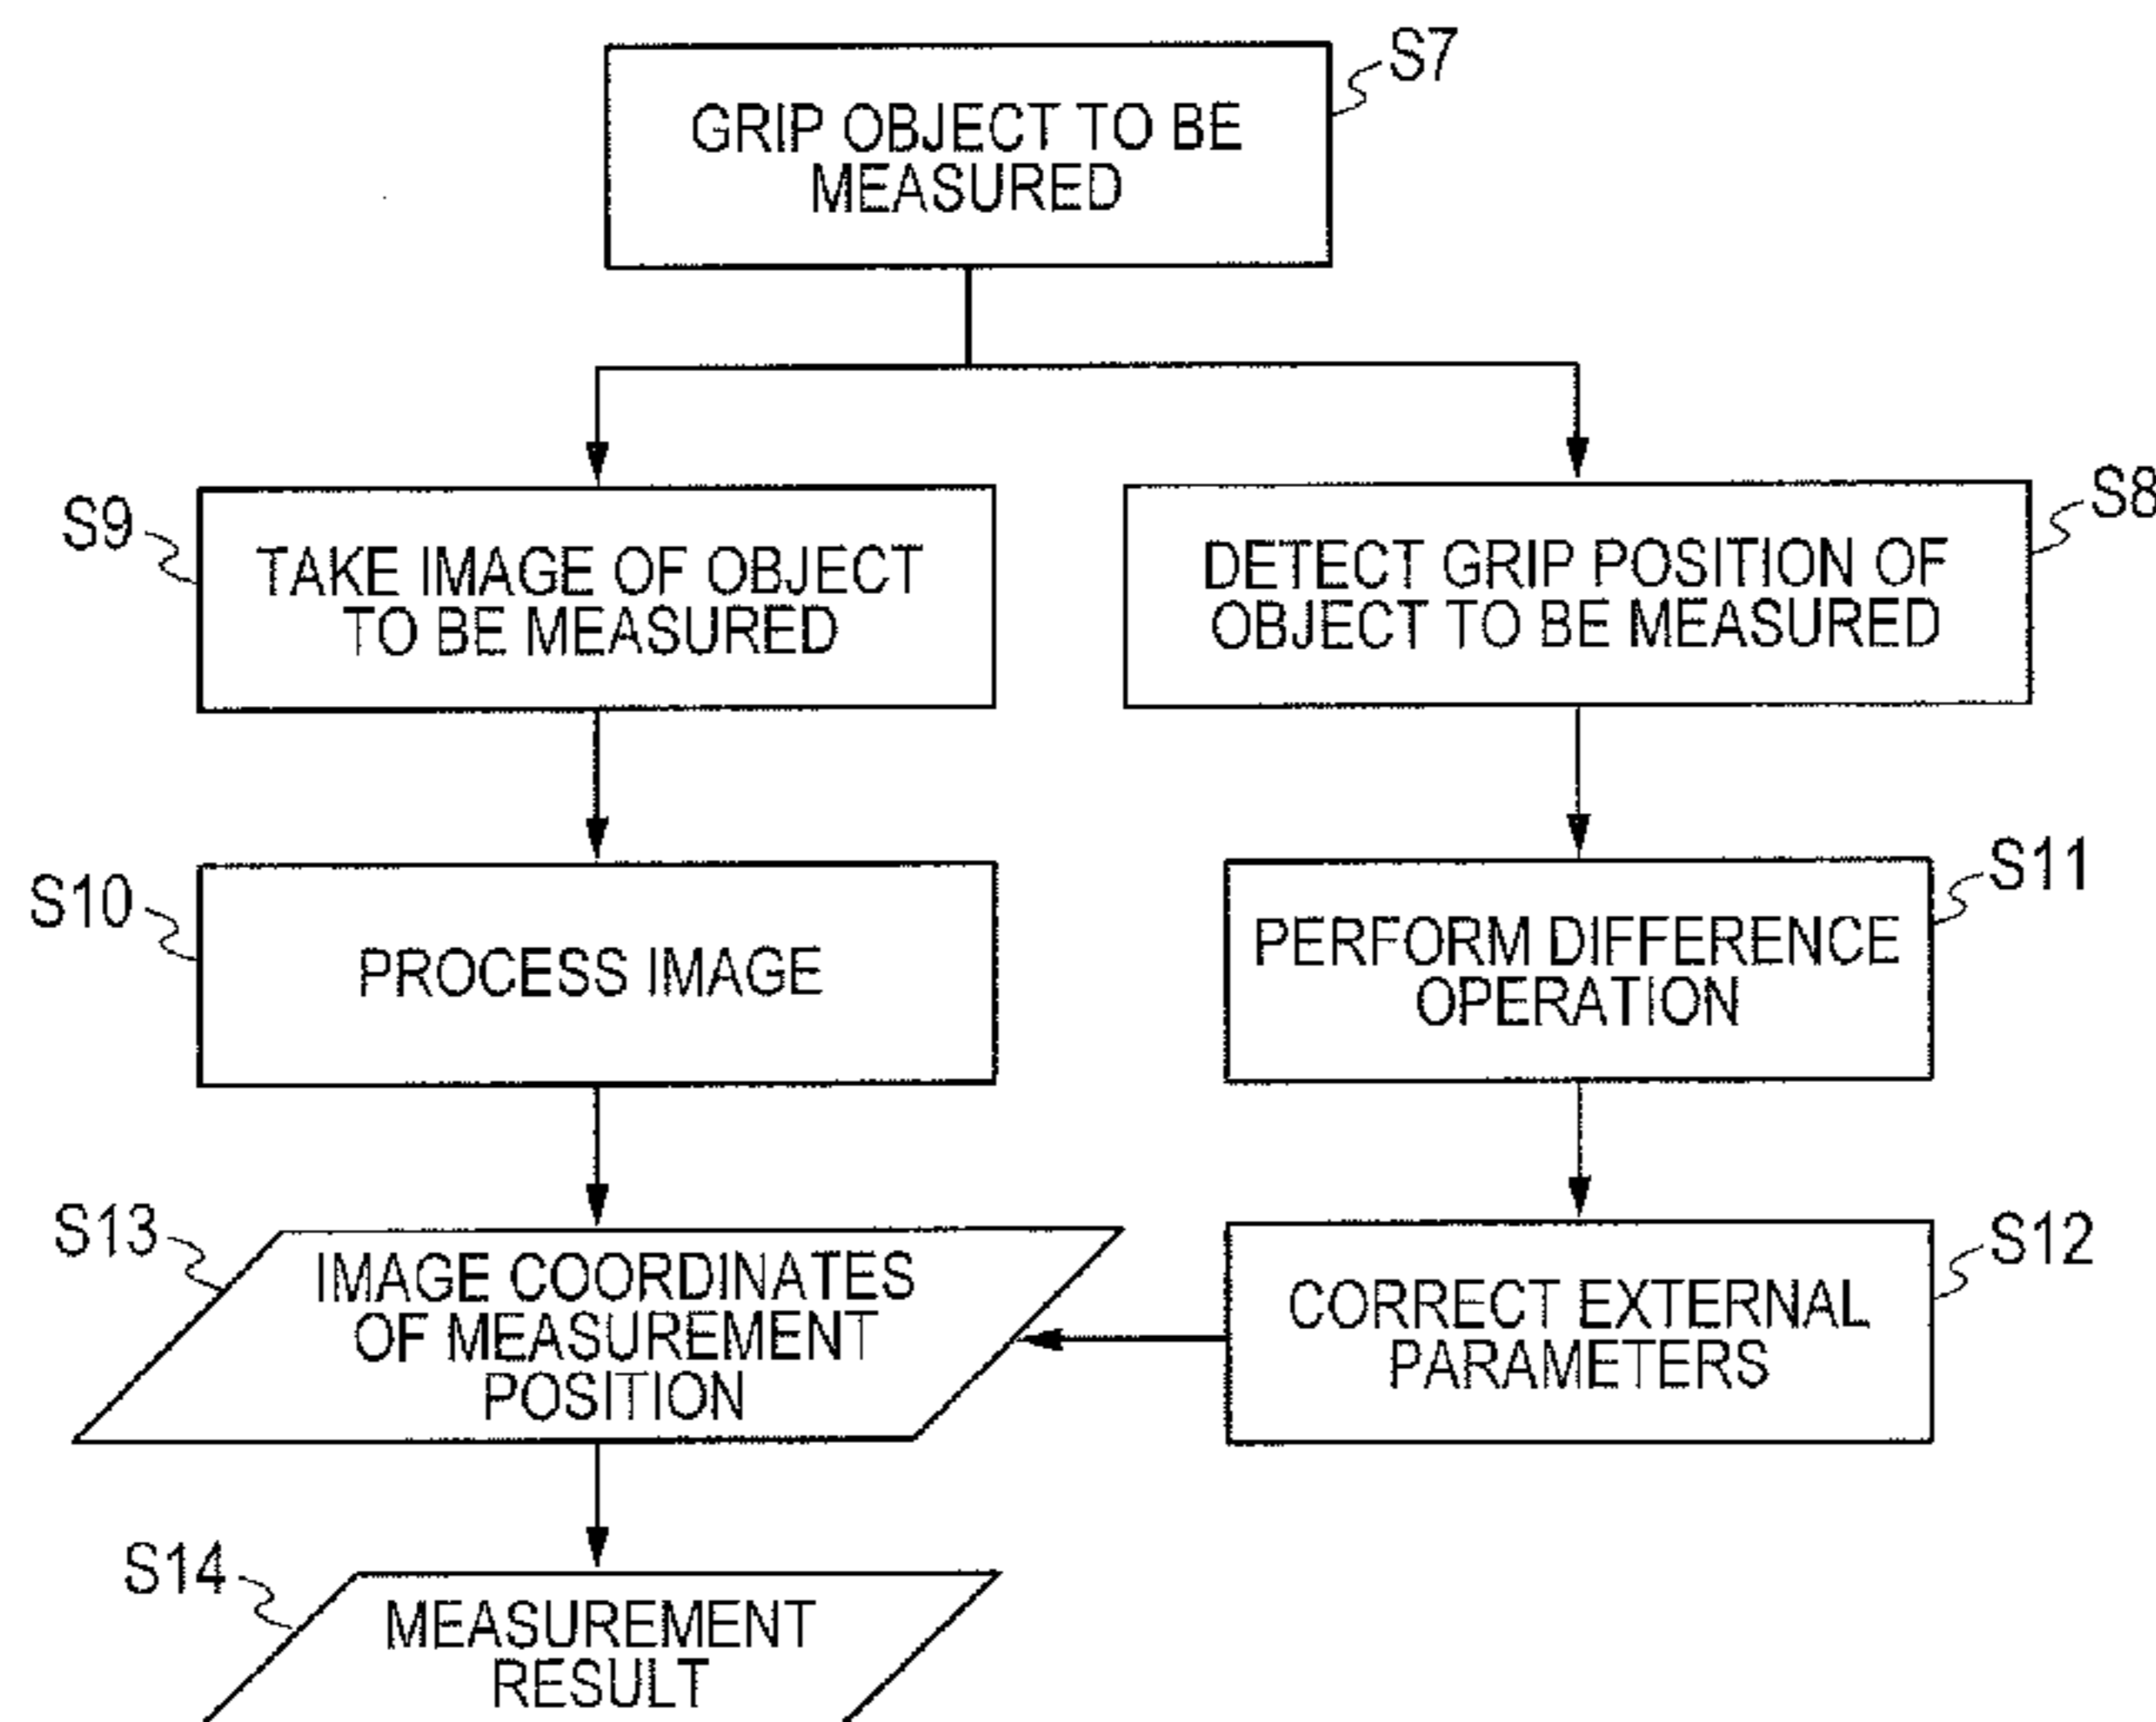 S7
GRIP OBJECT TO BE
MEASURED
S9
TAKE IMAGE OF OBJECT
TO BE MEASURED
S8
DETECT GRIP POSITION OF
OBJECT TO BE MEASURED
S10
PROCESS IMAGE
S11
PERFORM DIFFERENCE
OPERATION
S13
IMAGE COORDINATES
OF MEASUREMENT
POSITION
S12
CORRECT EXTERNAL
PARAMETERS
S14
MEASUREMENT
RESULT